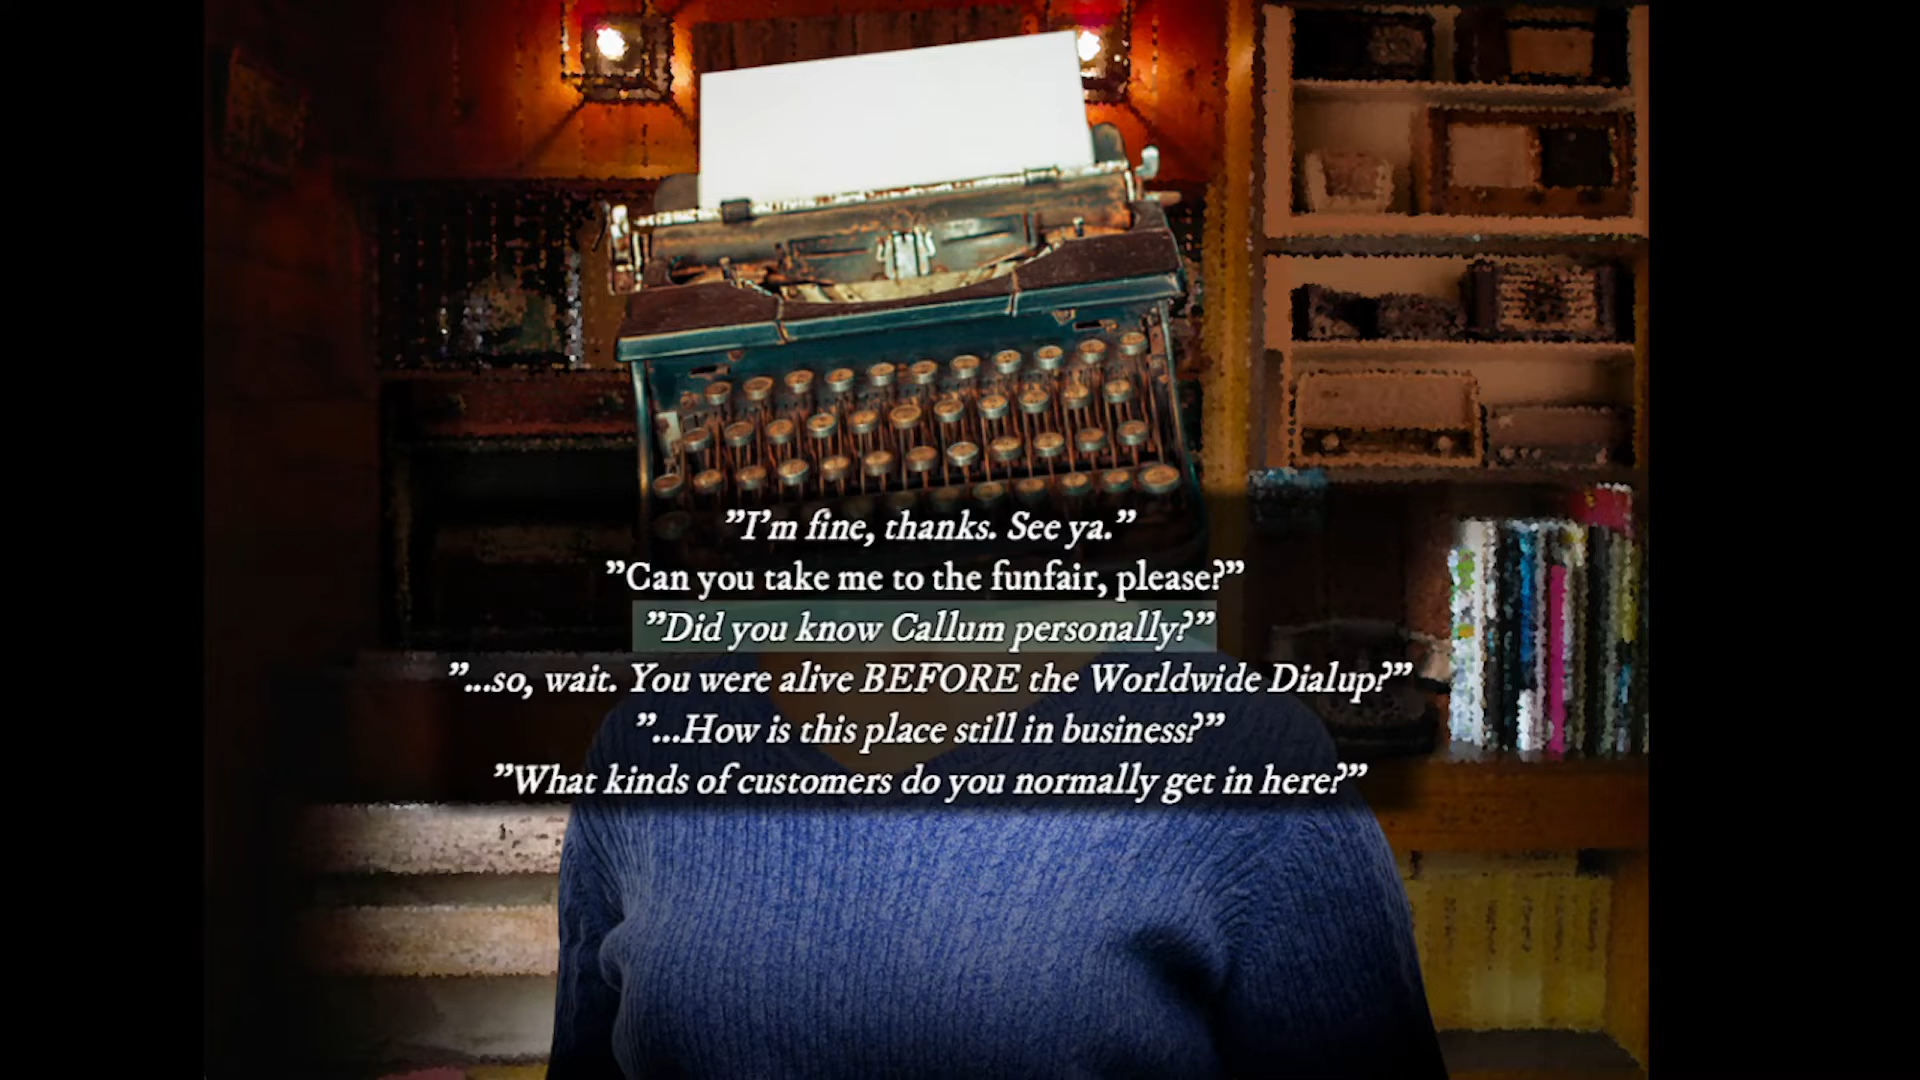 ”I’m fine, thanks. See ya.”
”Can you take me to the funfair, please?”
”Did you know Callum personally?”
”...so, wait. You were alive BEFORE the Worldwide Dialup?”
”...How is this place still in business?”
”What kinds of customers do you normally get in here?”